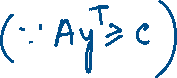 (∵ Ay^T ≥ c)